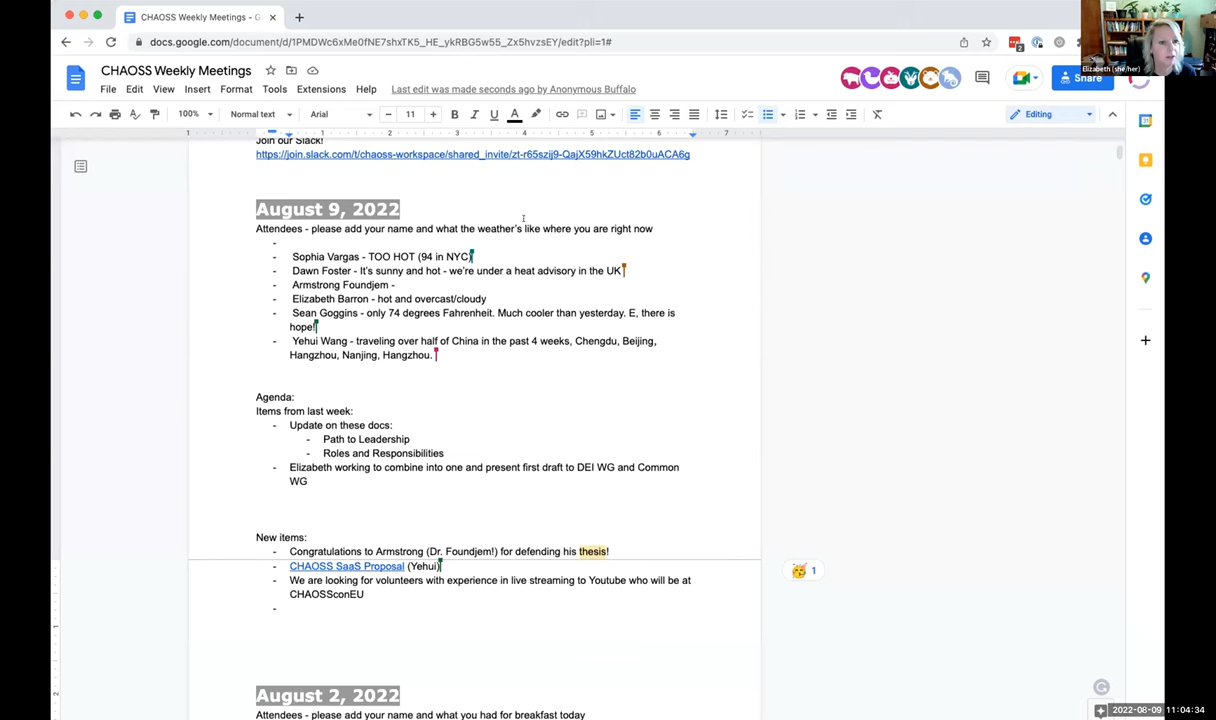 CHAOSS Weekly Meetings - G
docs.google.com/document/d/1PMDWc6xMe0fNE7shxTK5_HE_ykRBG5w55_Zx5hvzsEY/edit?pli=1#
Elizabeth (she/her)
CHAOSS Weekly Meetings
Share
File Edit View Insert Format Tools Extensions Help Last edit was made seconds ago by Anonymous Buffalo
100% Normal text Arial 11 Editing
1 1 2 3 4 5 6 7
Join our Slack!
https://join.slack.com/t/chaoss-workspace/shared_invite/zt-r65szij9-QajX59hkZUct82b0uACA6g
August 9, 2022
Attendees - please add your name and what the weather's like where you are right now
-
- Sophia Vargas - TOO HOT (94 in NYC)
- Dawn Foster - It's sunny and hot - we're under a heat advisory in the UK
- Armstrong Foundjem -
- Elizabeth Barron - hot and overcast/cloudy
- Sean Goggins - only 74 degrees Fahrenheit. Much cooler than yesterday. E, there is
hope!
- Yehui Wang - traveling over half of China in the past 4 weeks, Chengdu, Beijing,
Hangzhou, Nanjing, Hangzhou.
Agenda:
Items from last week:
- Update on these docs:
- Path to Leadership
- Roles and Responsibilities
- Elizabeth working to combine into one and present first draft to DEI WG and Common
WG
New items:
- Congratulations to Armstrong (Dr. Foundjem!) for defending his thesis!
- CHAOSS SaaS Proposal (Yehui)
🥳 1
- We are looking for volunteers with experience in live streaming to Youtube who will be at
CHAOSSconEU
-
August 2, 2022
Attendees - please add your name and what you had for breakfast today
2022-08-09 11:04:34